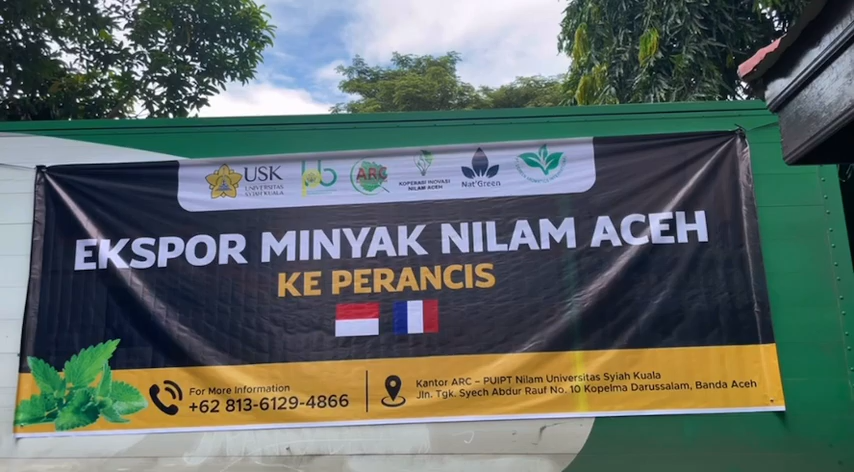 USK
UNIVERSITAS
SYIAH KUALA
ARC
KOPERASI INOVASI
NILAM ACEH
Nat'Green
EKSPOR MINYAK NILAM ACEH
KE PERANCIS
For More Information
+62 813-6129-4866
Kantor ARC – PUIPT Nilam Universitas Syiah Kuala
Jln. Tgk. Syech Abdur Rauf No. 10 Kopelma Darussalam, Banda Aceh